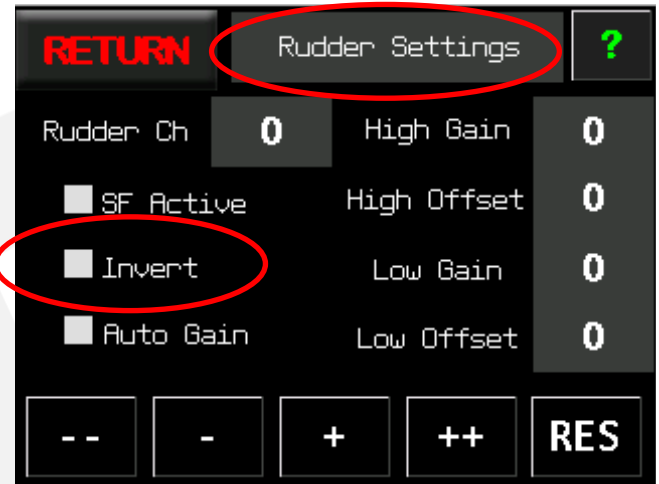 RETURN Rudder Settings ?
Rudder Ch 0 High Gain 0
SF Active High Offset 0
Invert Low Gain 0
Auto Gain Low Offset 0
-- - + ++ RES